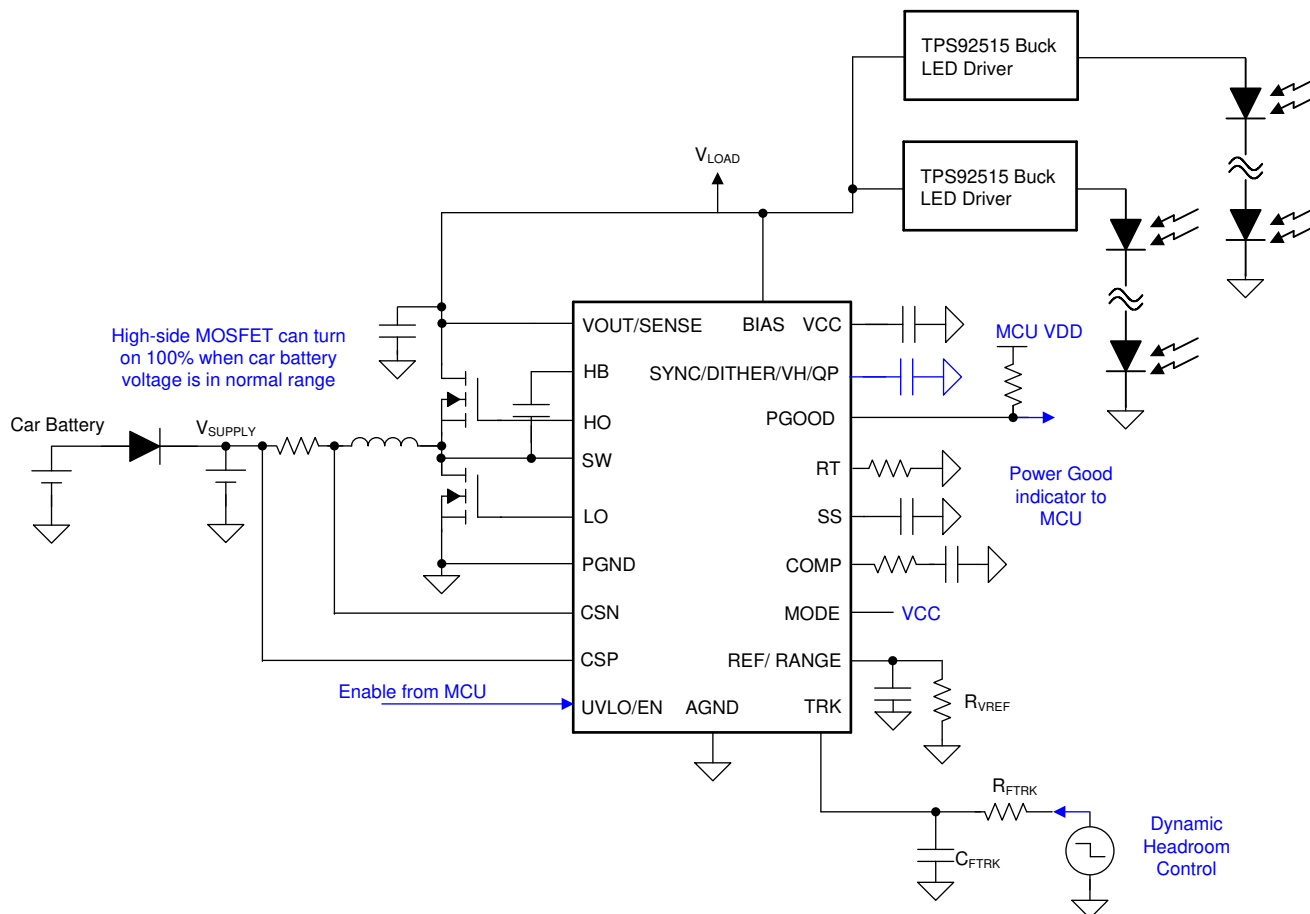 TPS92515 Buck
LED Driver
TPS92515 Buck
LED Driver
VLOAD
High-side MOSFET can turn
on 100% when car battery
voltage is in normal range
Car Battery
VSUPPLY
VOUT/SENSE
BIAS
VCC
HB
SYNC/DITHER/VH/QP
HO
PGOOD
SW
RT
LO
SS
PGND
COMP
CSN
MODE
VCC
CSP
REF/ RANGE
UVLO/EN
AGND
TRK
MCU VDD
Power Good
indicator to
MCU
Enable from MCU
RVREF
RFTRK
CFTRK
Dynamic
Headroom
Control